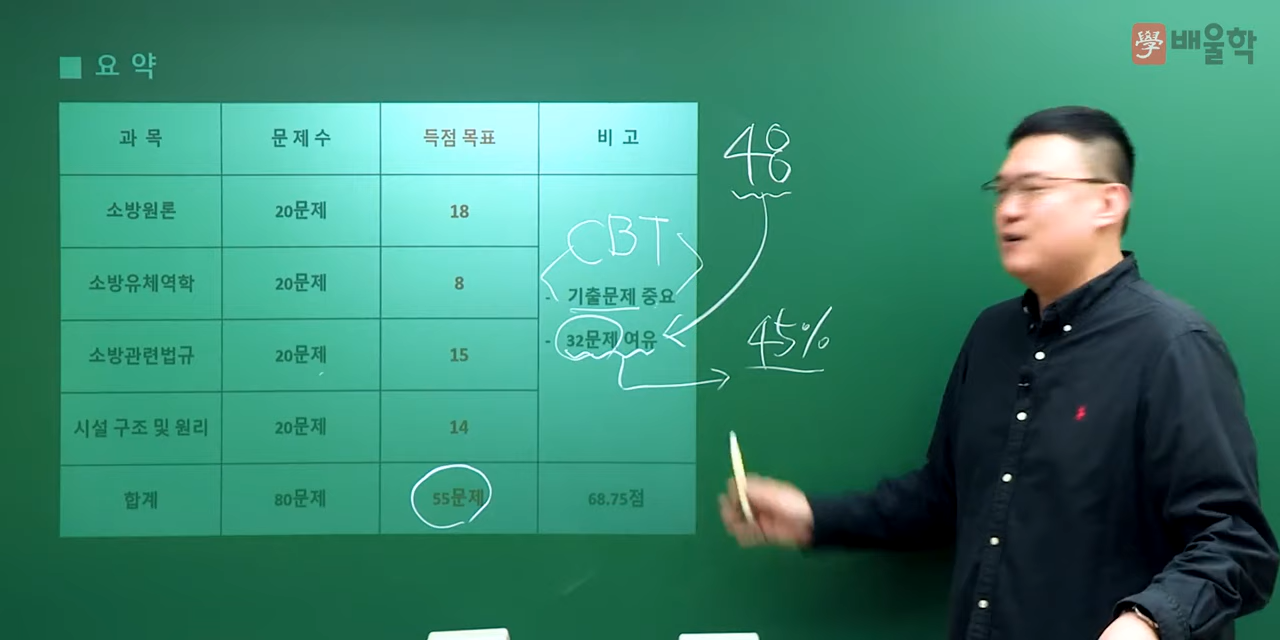 學 배울학
■ 요 약
과 목 문 제 수 득점 목표 비 고
소방원론 20문제 18
소방유체역학 20문제 8
소방관련법규 20문제 15
시설 구조 및 원리 20문제 14
합계 80문제 55문제 68.75점
CBT
- 기출문제 중요
- 32문제 여유
48
45%